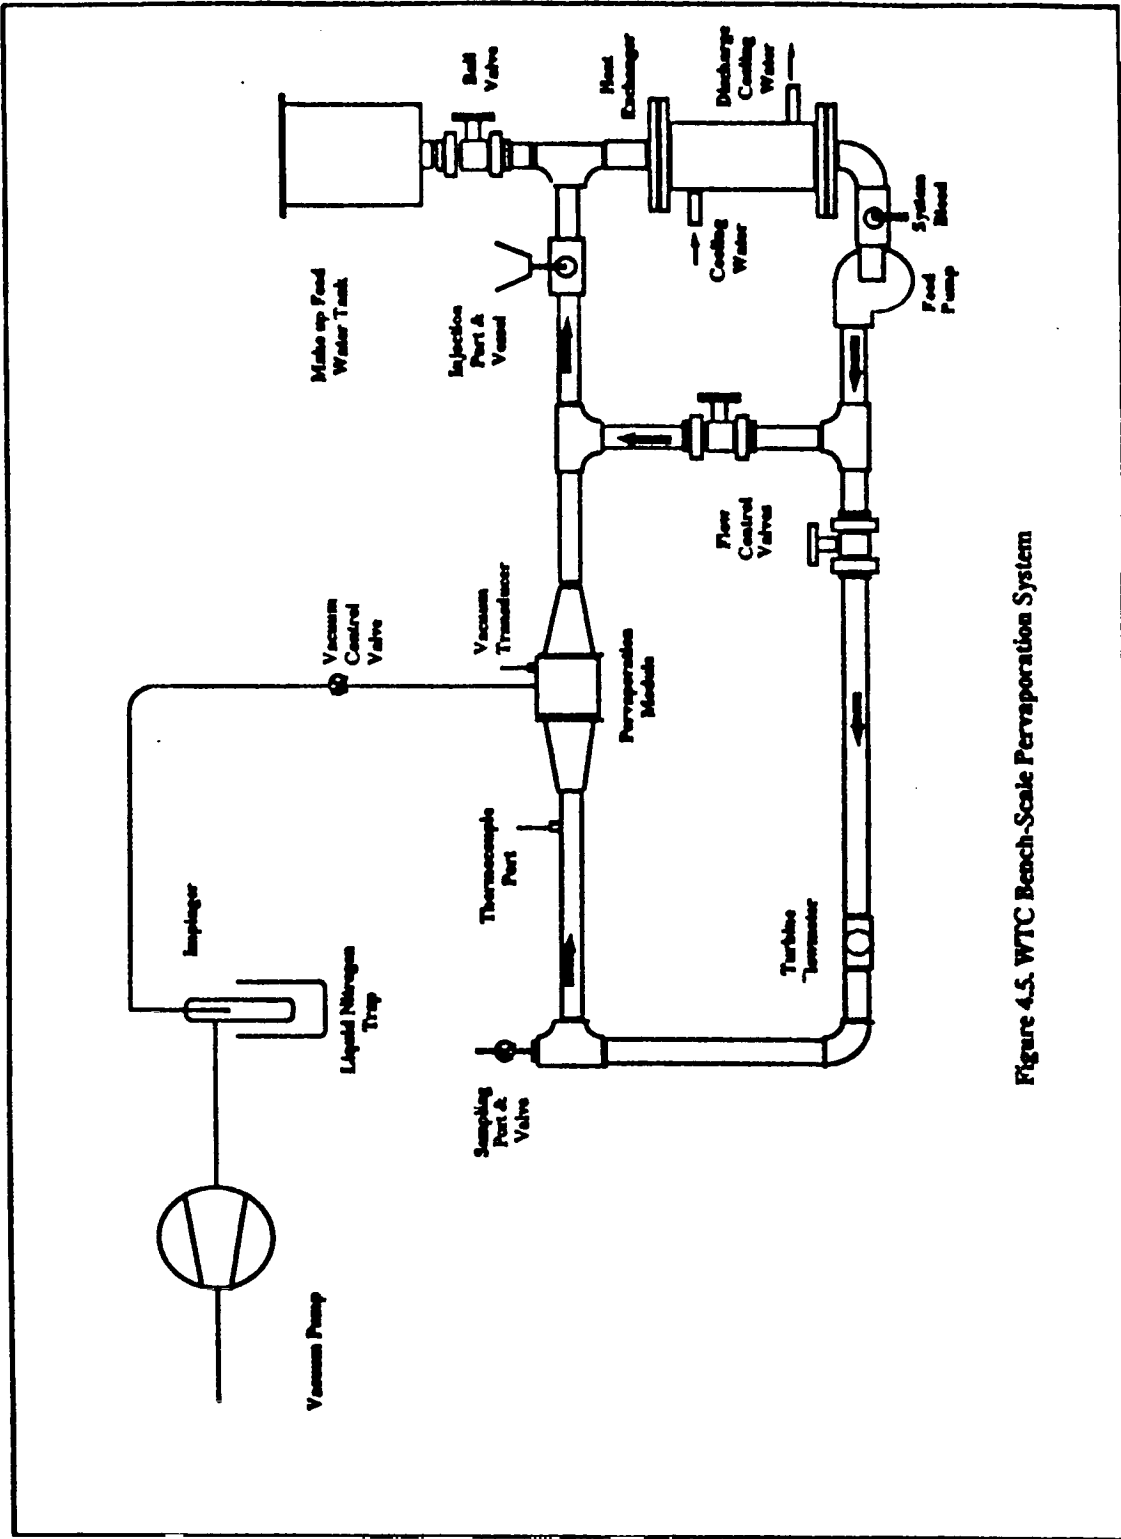 Vacuum Pump
Impinger
Liquid Nitrogen
Trap
Vacuum
Control
Valve
Make up Feed
Water Tank
Ball
Valve
Sampling
Port &
Valve
Thermocouple
Port
Vacuum
Transducer
Injection
Port &
Vessel
Heat
Exchanger
Pervaporation
Module
Flow
Control
Valves
Cooling
Water
Discharge
Cooling
Water
Turbine
Flowmeter
Feed
Pump
System
Bleed
Figure 4.5. WTC Bench-Scale Pervaporation System